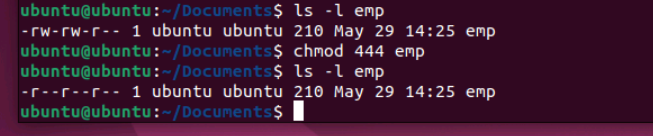 ubuntu@ubuntu:~/Documents$ ls -l emp
-rw-rw-r-- 1 ubuntu ubuntu 210 May 29 14:25 emp
ubuntu@ubuntu:~/Documents$ chmod 444 emp
ubuntu@ubuntu:~/Documents$ ls -l emp
-r--r--r-- 1 ubuntu ubuntu 210 May 29 14:25 emp
ubuntu@ubuntu:~/Documents$